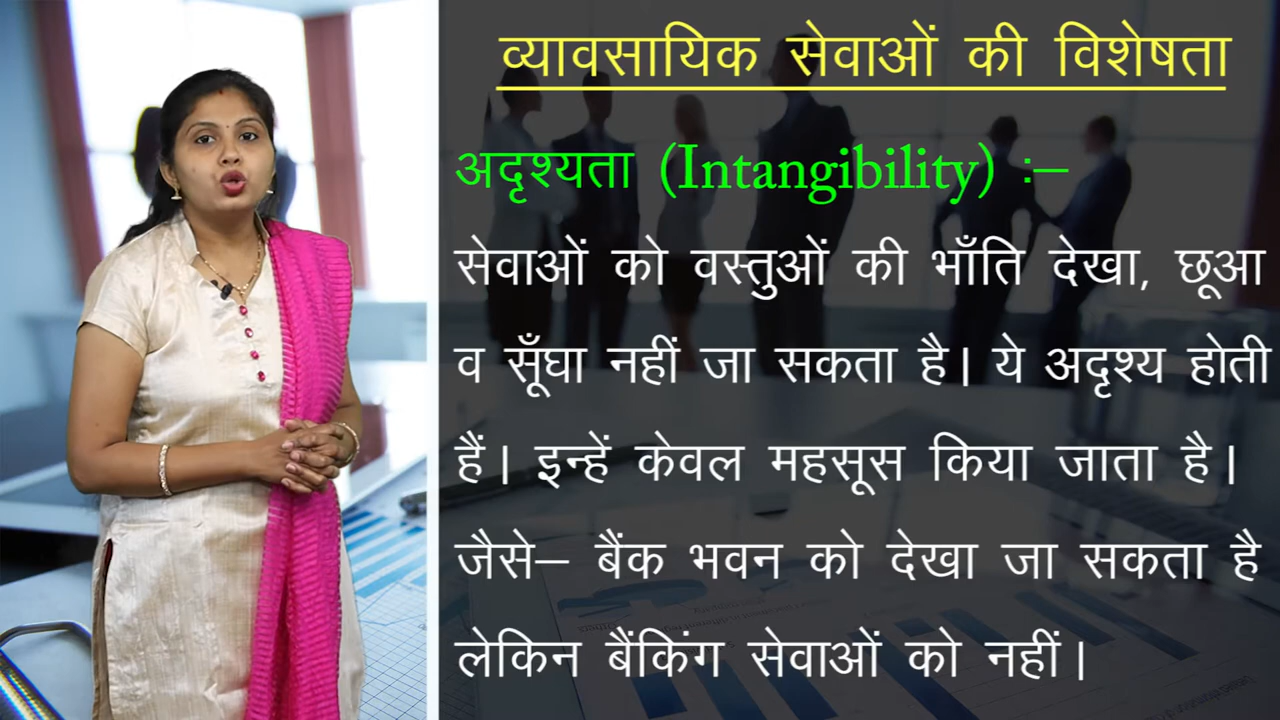 व्यावसायिक सेवाओं की विशेषता
अदृश्यता (Intangibility) :–
सेवाओं को वस्तुओं की भाँति देखा, छूआ
व सूँघा नहीं जा सकता है। ये अदृश्य होती
हैं। इन्हें केवल महसूस किया जाता है।
जैसे– बैंक भवन को देखा जा सकता है
लेकिन बैंकिंग सेवाओं को नहीं।